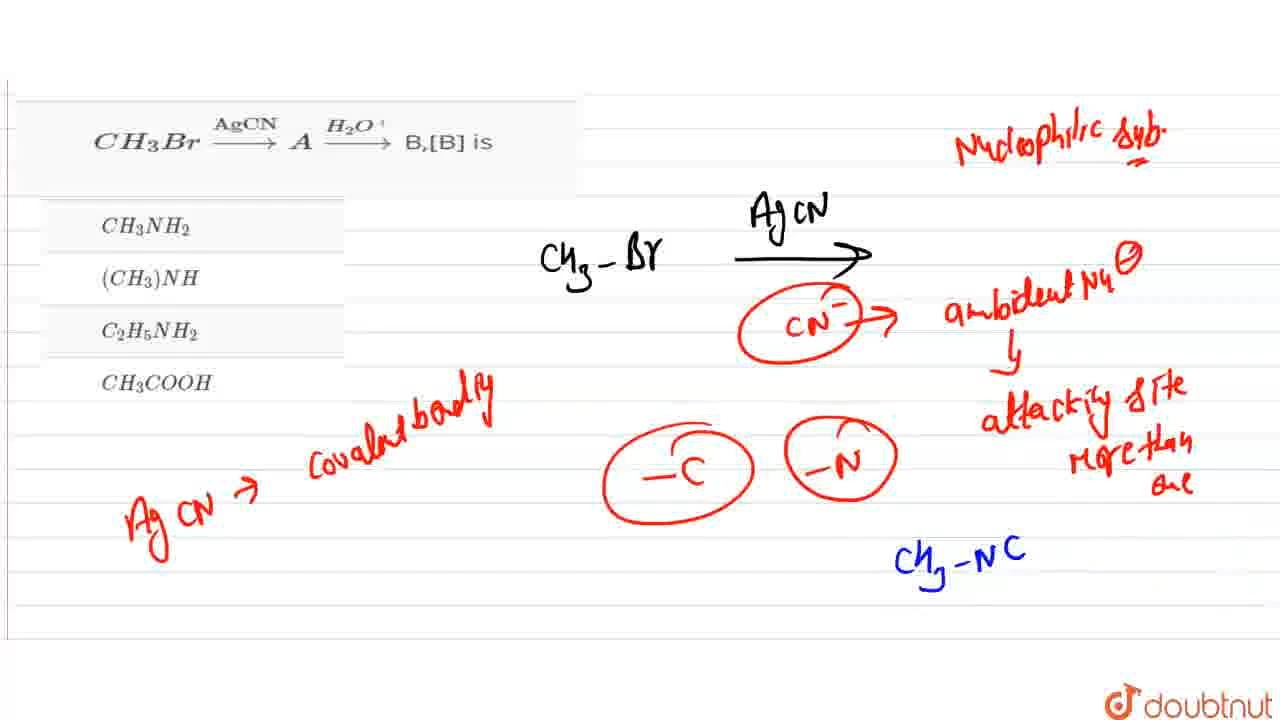 CH₃Br —AgCN→ A —H₂O⁺→ B,[B] is
CH₃NH₂
(CH₃)NH
C₂H₅NH₂
CH₃COOH
Nucleophilic Sub.
CH₃ – Br AgCN →
CN⁻ → ambident Nu⊖
attacking site
more than
one
AgCN → covalent bonding
–C –N
CH₃ – NC
doubtnut